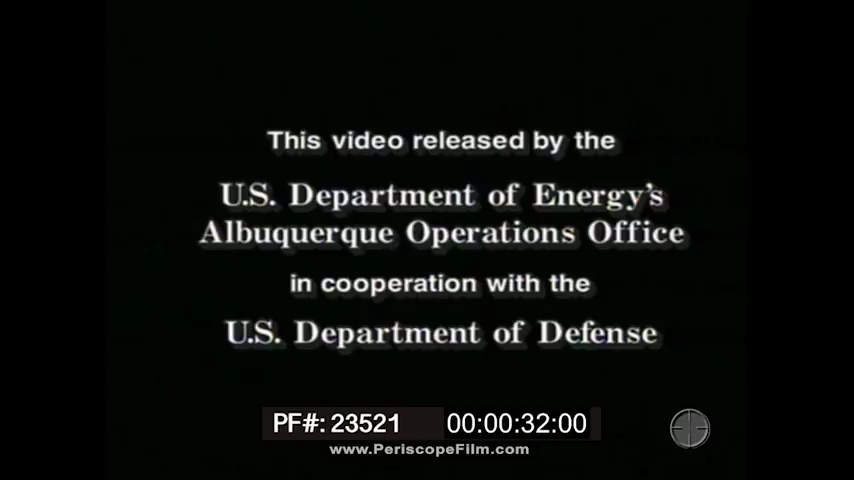 This video released by the
U.S. Department of Energy's
Albuquerque Operations Office
in cooperation with the
U.S. Department of Defense
PF#: 23521 00:00:32:00
www.PeriscopeFilm.com